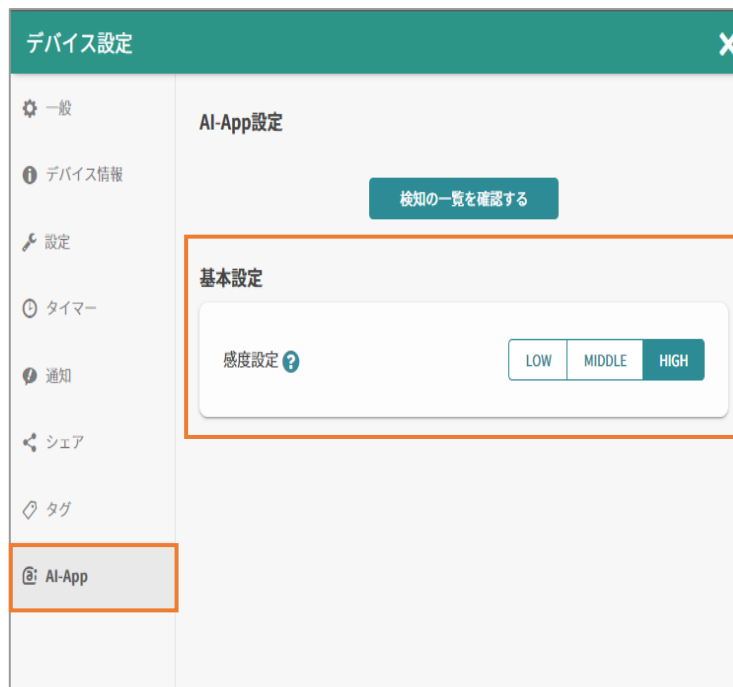 デバイス設定
一般
デバイス情報
設定
タイマー
通知
シェア
タグ
AI-App
AI-App設定
検知の一覧を確認する
基本設定
感度設定 ?
LOW MIDDLE HIGH